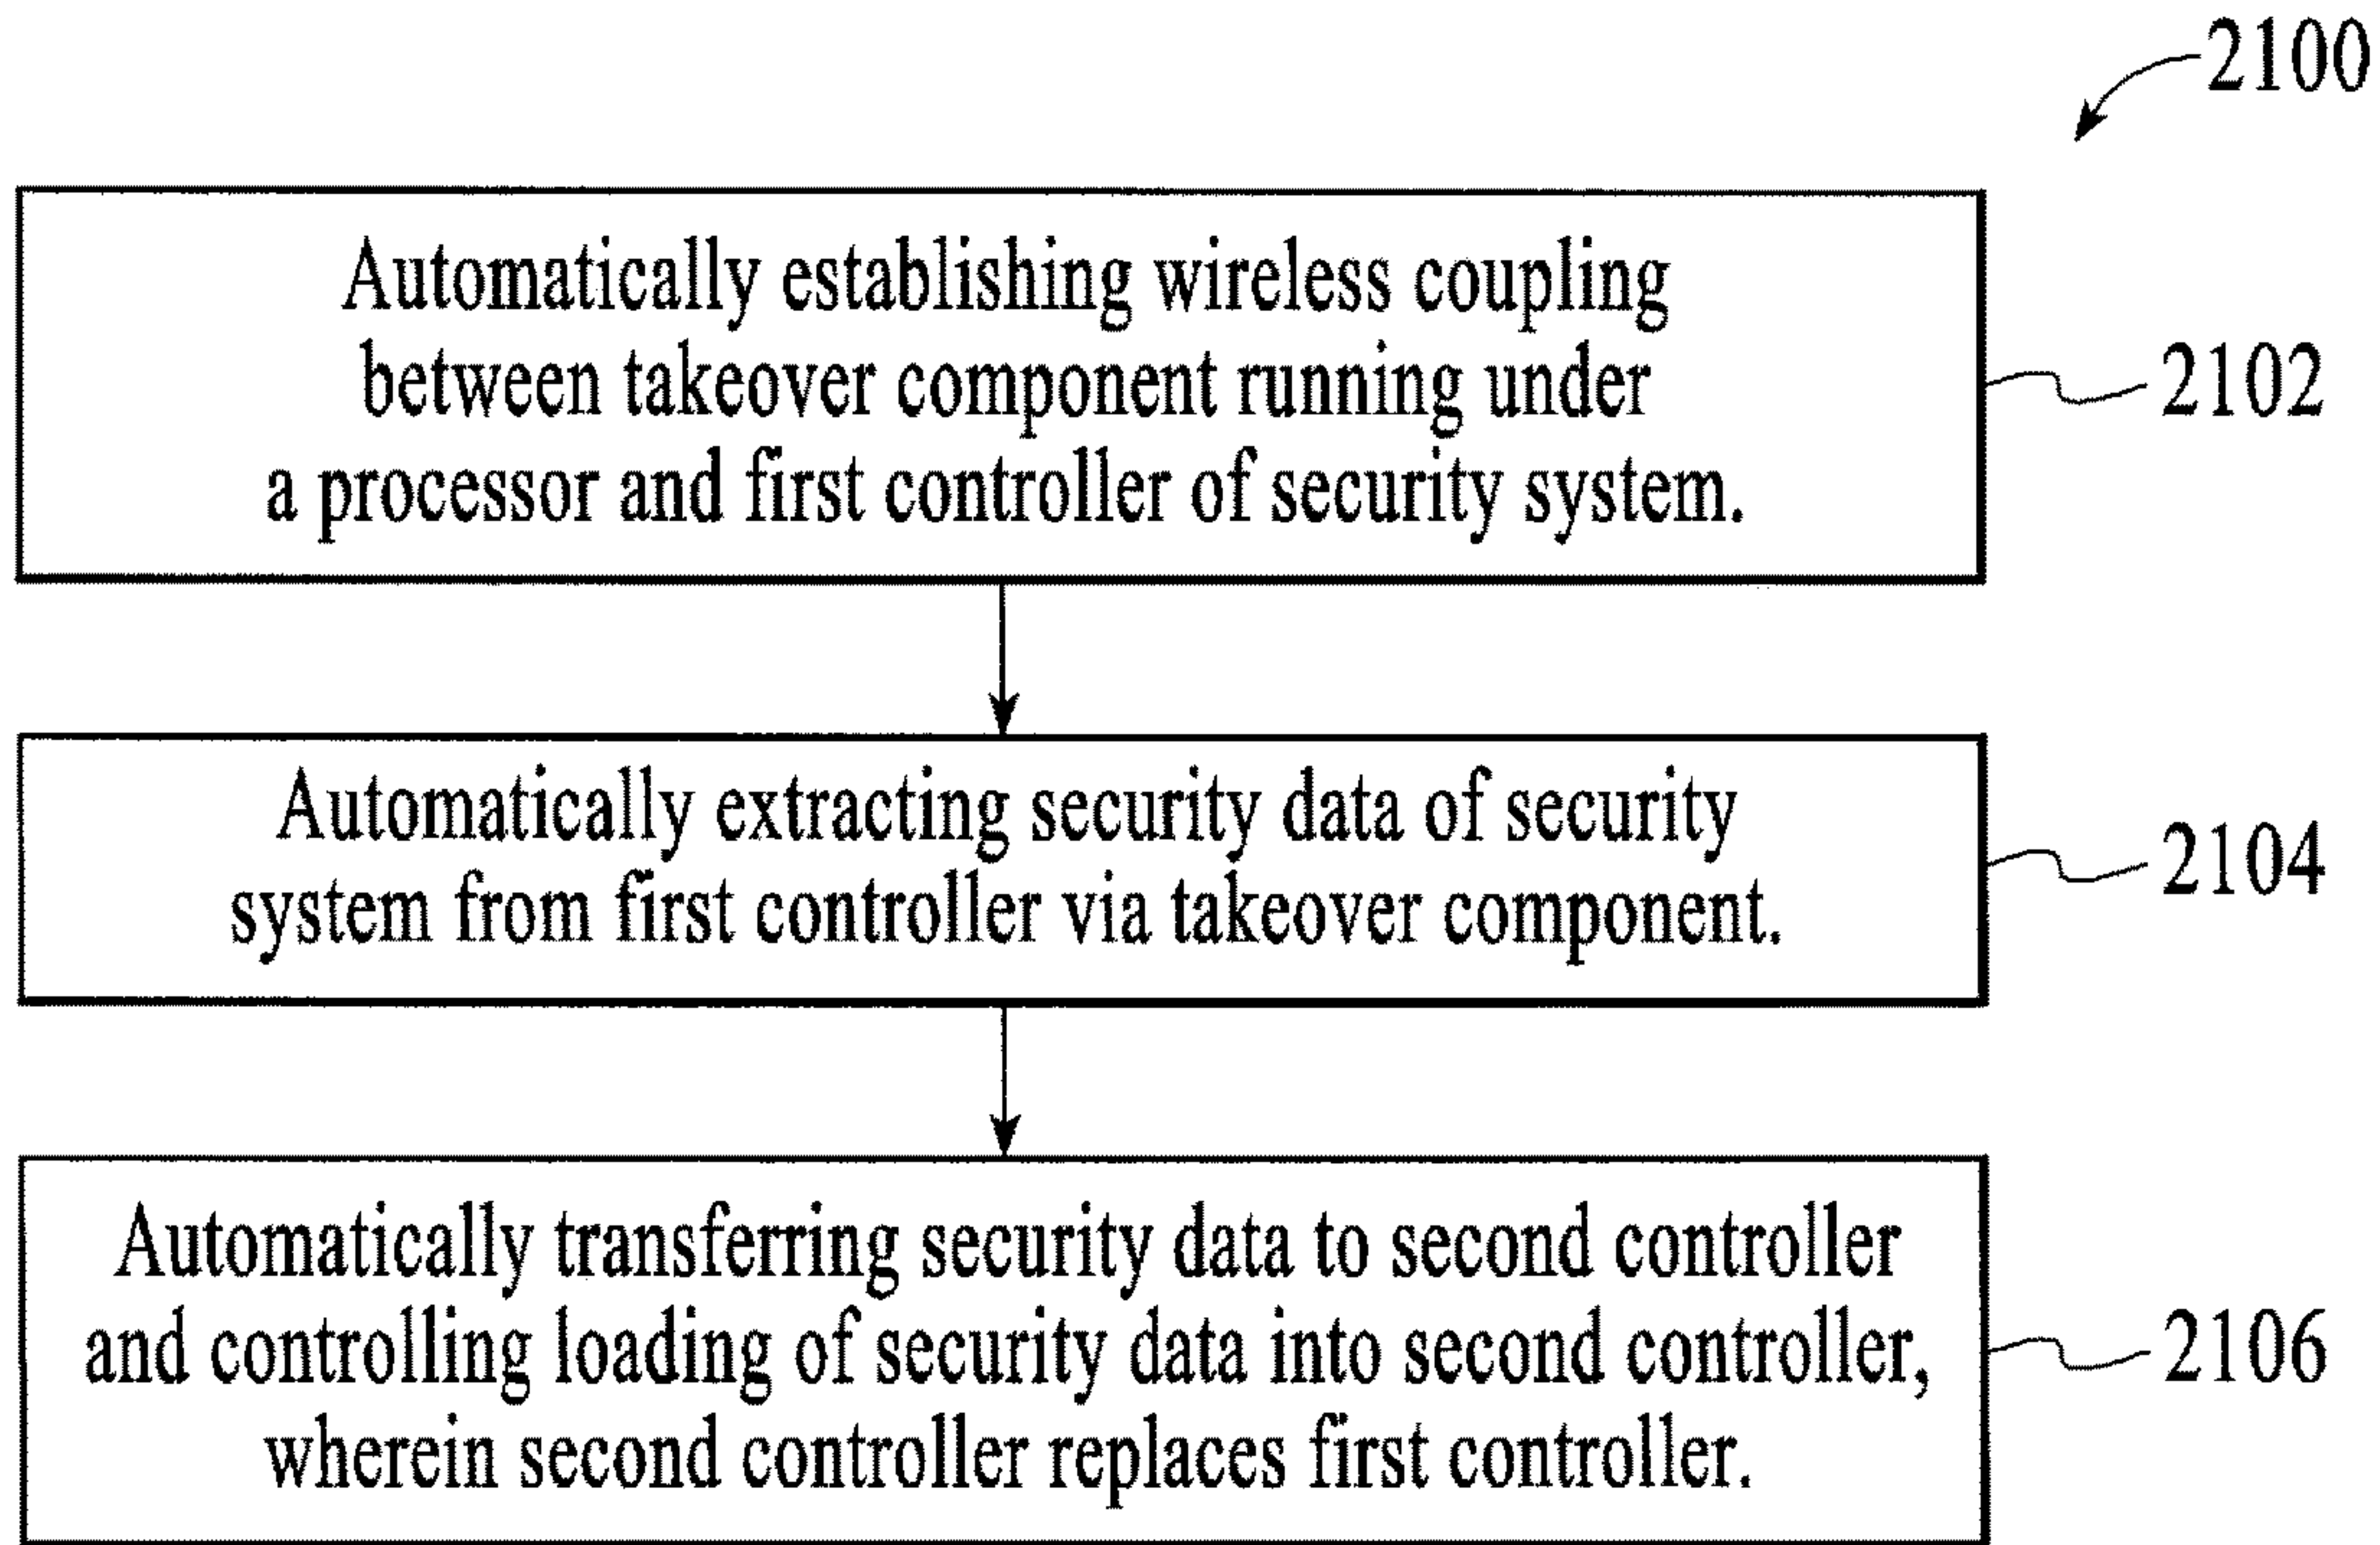 2100
Automatically establishing wireless coupling
between takeover component running under
a processor and first controller of security system.
2102
Automatically extracting security data of security
system from first controller via takeover component.
2104
Automatically transferring security data to second controller
and controlling loading of security data into second controller,
wherein second controller replaces first controller.
2106